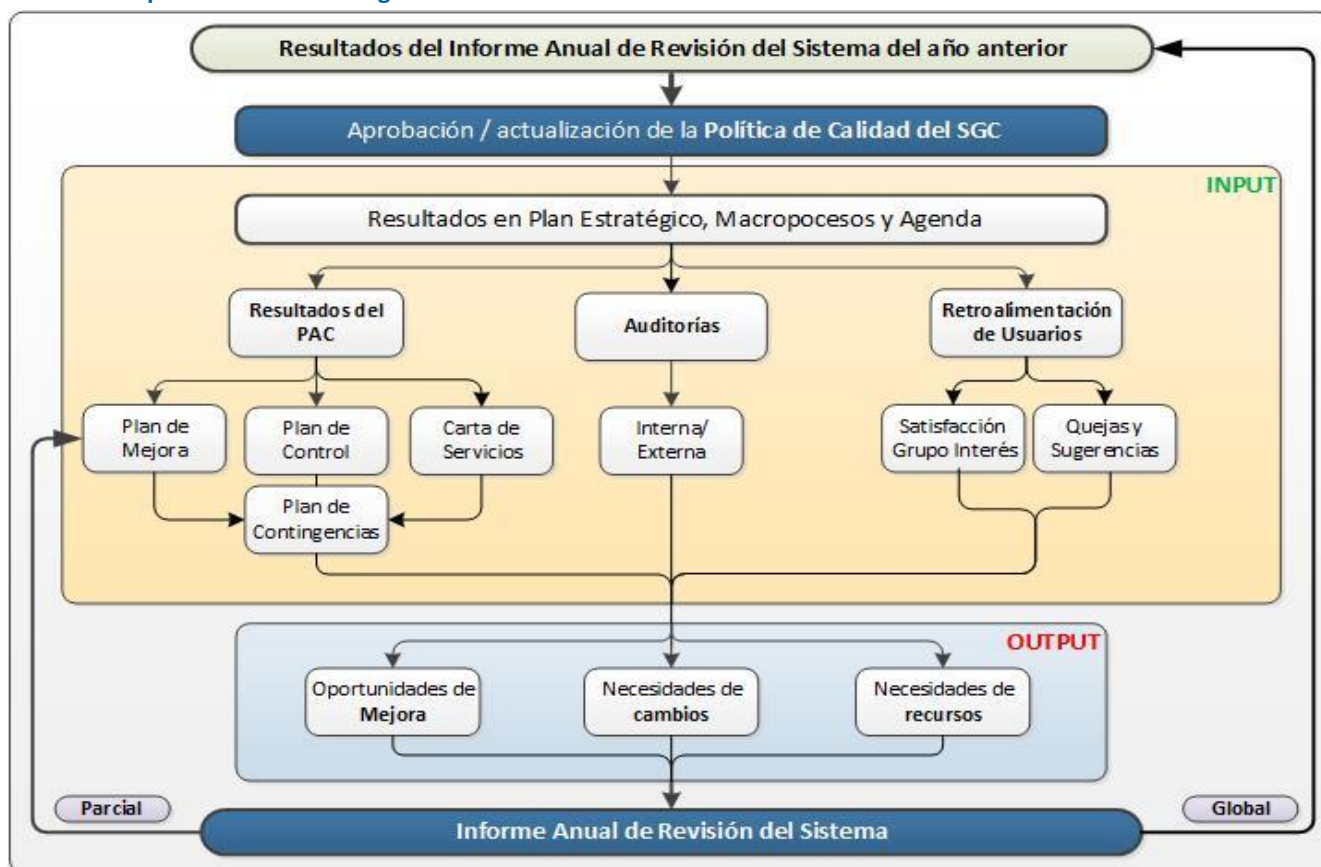 Resultados del Informe Anual de Revisión del Sistema del año anterior
Aprobación / actualización de la Política de Calidad del SGC
INPUT
Resultados en Plan Estratégico, Macropocesos y Agenda
Resultados del
PAC
Auditorías
Retroalimentación
de Usuarios
Plan de
Mejora
Plan de
Control
Carta de
Servicios
Interna/
Externa
Satisfacción
Grupo Interés
Quejas y
Sugerencias
Plan de
Contingencias
OUTPUT
Oportunidades de
Mejora
Necesidades de
cambios
Necesidades de
recursos
Parcial
Global
Informe Anual de Revisión del Sistema